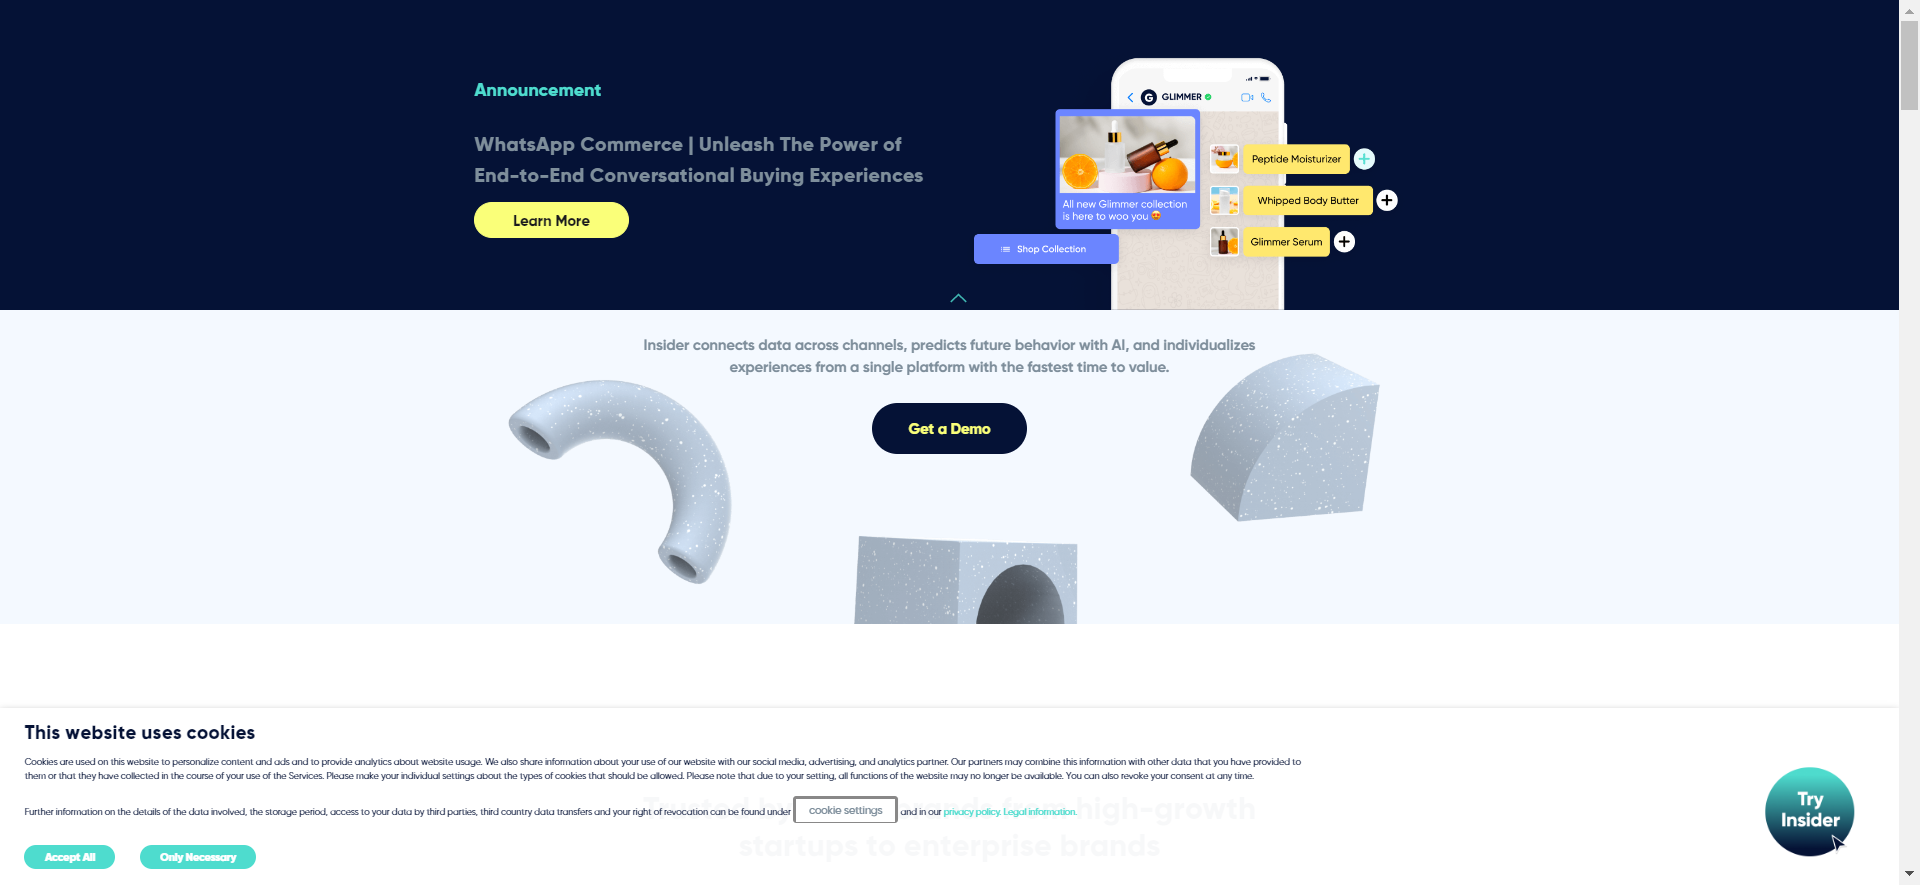 Announcement
WhatsApp Commerce | Unleash The Power of
End-to-End Conversational Buying Experiences
Learn More
GLIMMER
All new Glimmer collection
is here to woo you 😍
Shop Collection
Peptide Moisturizer
Whipped Body Butter
Glimmer Serum
Insider connects data across channels, predicts future behavior with AI, and individualizes
experiences from a single platform with the fastest time to value.
Get a Demo
This website uses cookies
Cookies are used on this website to personalize content and ads and to provide analytics about website usage. We also share information about your use of our website with our social media, advertising, and analytics partner. Our partners may combine this information with other data that you have provided to
them or that they have collected in the course of your use of the Services. Please make your individual settings about the types of cookies that should be allowed. Please note that due to your setting, all functions of the website may no longer be available. You can also revoke your consent at any time.
Further information on the details of the data involved, the storage period, access to your data by third parties, third country data transfers and your right of revocation can be found under cookie settings and in our privacy policy. Legal information.
high-growth
startups to enterprise brands
Accept All
Only Necessary
Try
Insider